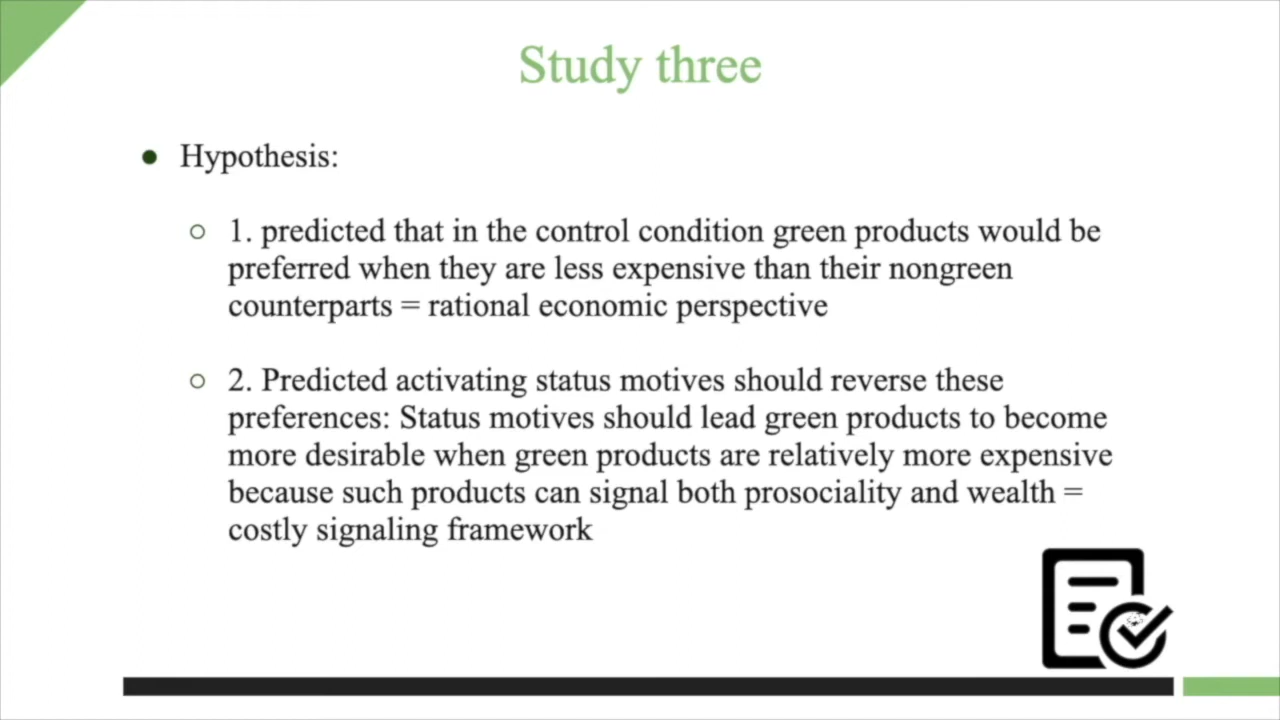 Study three
Hypothesis:
1. predicted that in the control condition green products would be
preferred when they are less expensive than their nongreen
counterparts = rational economic perspective
2. Predicted activating status motives should reverse these
preferences: Status motives should lead green products to become
more desirable when green products are relatively more expensive
because such products can signal both prosociality and wealth =
costly signaling framework